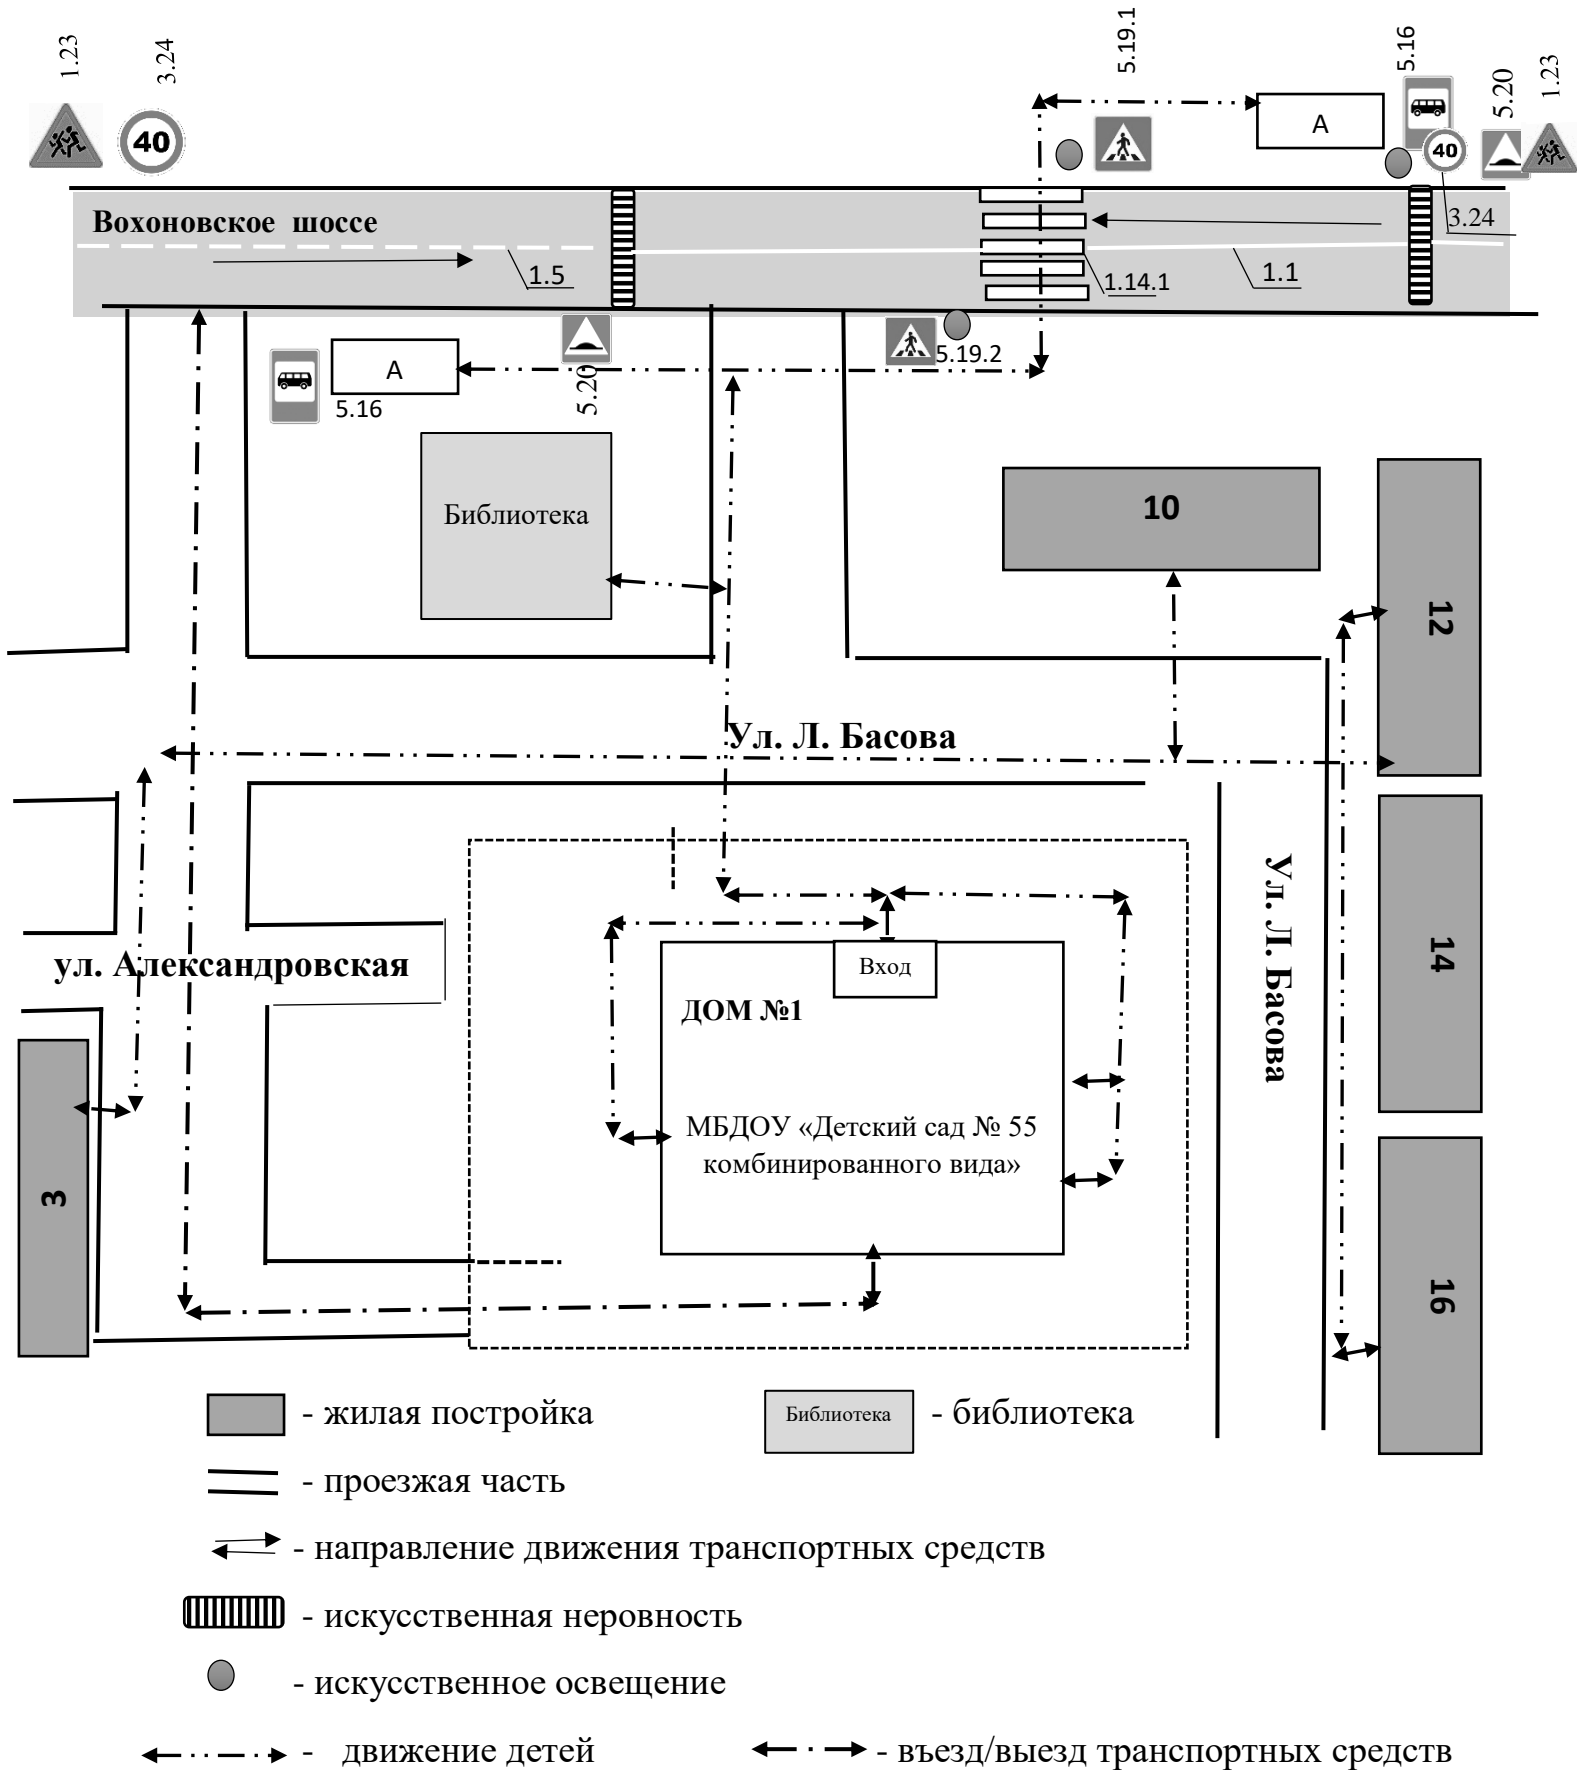 1.23
3.24
5.19.1
5.16
5.20
1.23
40
А
40
Вохоновское шоссе
3.24
1.5
1.14.1
1.1
А
5.16
5.20
5.19.2
Библиотека
10
12
Ул. Л. Басова
14
Ул. Л. Басова
ул. Александровская
Вход
ДОМ №1
МБДОУ «Детский сад № 55
комбинированного вида»
3
16
- жилая постройка
Библиотека
- библиотека
- проезжая часть
- направление движения транспортных средств
- искусственная неровность
- искусственное освещение
- движение детей
- въезд/выезд транспортных средств